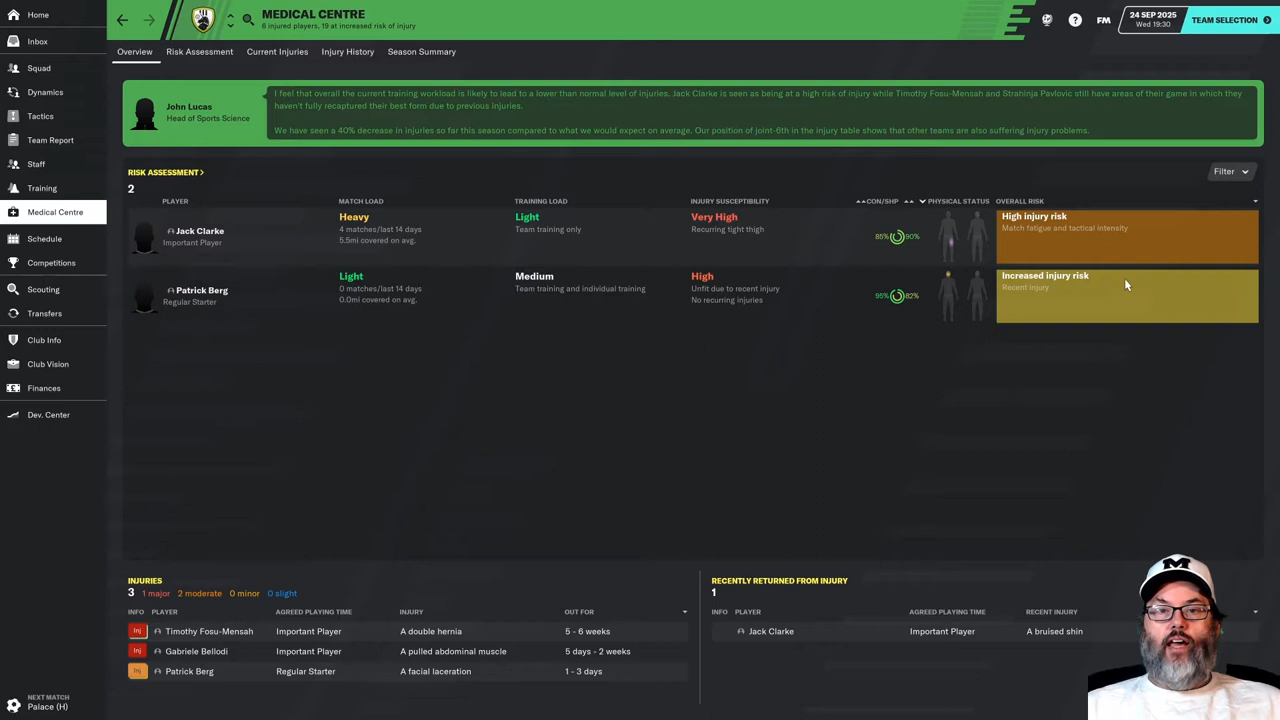 Home
Inbox
Squad
Dynamics
Tactics
Team Report
Staff
Training
Medical Centre
Schedule
Competitions
Scouting
Transfers
Club Info
Club Vision
Finances
Dev. Center
NEXT MATCH
Palace (H)
MEDICAL CENTRE
6 injured players, 19 at increased risk of injury
FM
24 SEP 2025
Wed 19:30
TEAM SELECTION
Overview
Risk Assessment
Current Injuries
Injury History
Season Summary
John Lucas
Head of Sports Science
I feel that overall the current training workload is likely to lead to a lower than normal level of injuries. Jack Clarke is seen as being at a high risk of injury while Timothy Fosu-Mensah and Strahinja Pavlovic still have areas of their game in which they
haven't fully recaptured their best form due to previous injuries.
We have seen a 40% decrease in injuries so far this season compared to what we would expect on average. Our position of joint-6th in the injury table shows that other teams are also suffering injury problems.
RISK ASSESSMENT >
2
Filter
PLAYER MATCH LOAD TRAINING LOAD INJURY SUSCEPTIBILITY CON/SHP PHYSICAL STATUS OVERALL RISK
Jack Clarke
Important Player
Heavy
4 matches/last 14 days
5.5mi covered on avg.
Light
Team training only
Very High
Recurring tight thigh
85% 90%
High injury risk
Match fatigue and tactical intensity
Patrick Berg
Regular Starter
Light
0 matches/last 14 days
0.0mi covered on avg.
Medium
Team training and individual training
High
Unfit due to recent injury
No recurring injuries
95% 82%
Increased injury risk
Recent injury
INJURIES
3 1 major 2 moderate 0 minor 0 slight
INFO PLAYER AGREED PLAYING TIME INJURY OUT FOR
Inj Timothy Fosu-Mensah Important Player A double hernia 5 - 6 weeks
Inj Gabriele Bellodi Important Player A pulled abdominal muscle 5 days - 2 weeks
Inj Patrick Berg Regular Starter A facial laceration 1 - 3 days
RECENTLY RETURNED FROM INJURY
1
INFO PLAYER AGREED PLAYING TIME RECENT INJURY
Jack Clarke Important Player A bruised shin